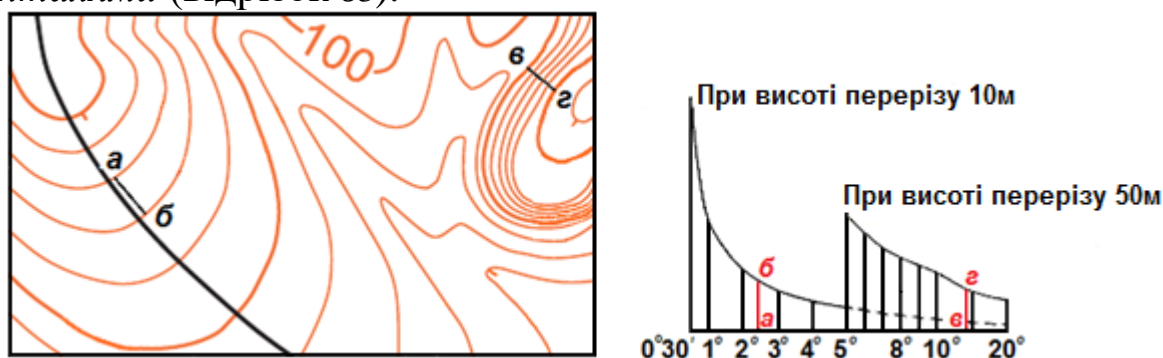 (відрізок
100
в
г
а
б
При висоті перерізу 10м
При висоті перерізу 50м
б
г
а
в
0°30' 1° 2° 3° 4° 5° 8° 10° 20°